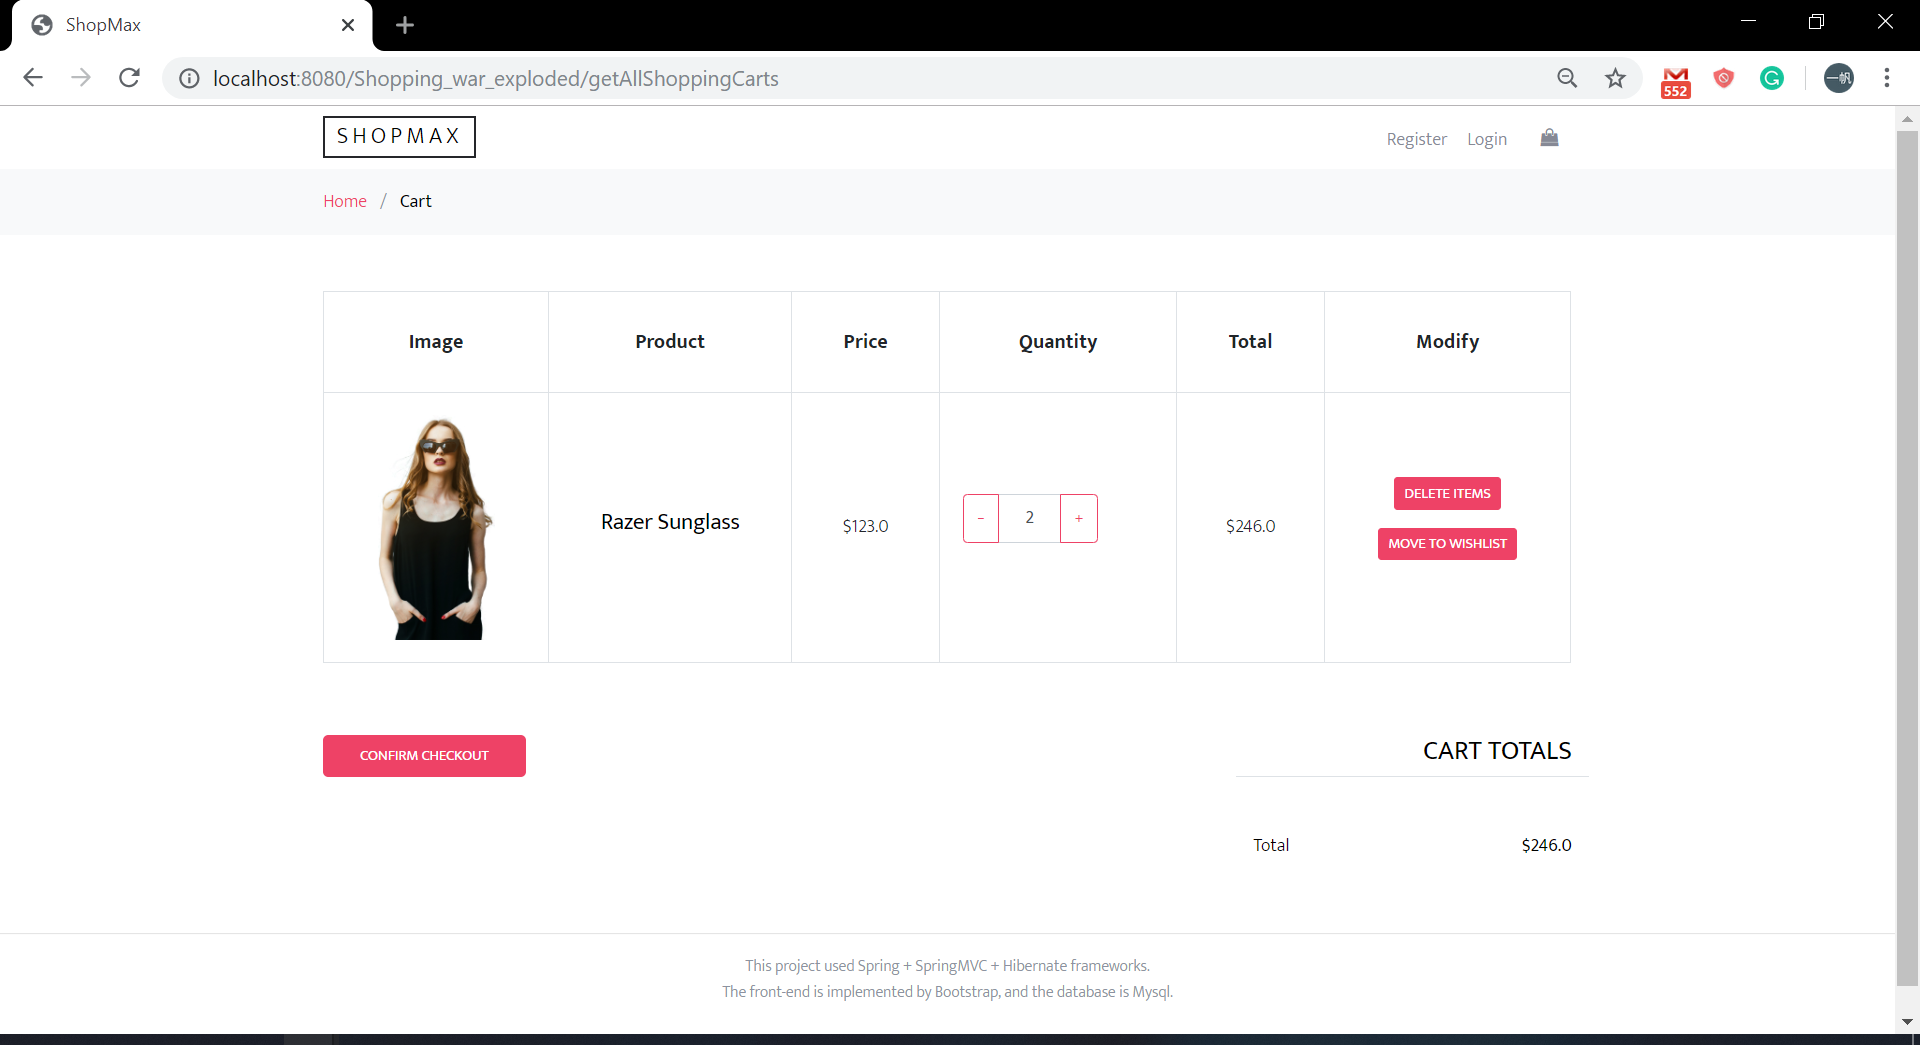 ShopMax
localhost:8080/Shopping_war_exploded/getAllShoppingCarts
552
一帆
SHOPMAX
Register Login
Home / Cart
Image Product Price Quantity Total Modify
Razer Sunglass $123.0 - 2 + $246.0
DELETE ITEMS
MOVE TO WISHLIST
CONFIRM CHECKOUT
CART TOTALS
Total $246.0
This project used Spring + SpringMVC + Hibernate frameworks.
The front-end is implemented by Bootstrap, and the database is Mysql.